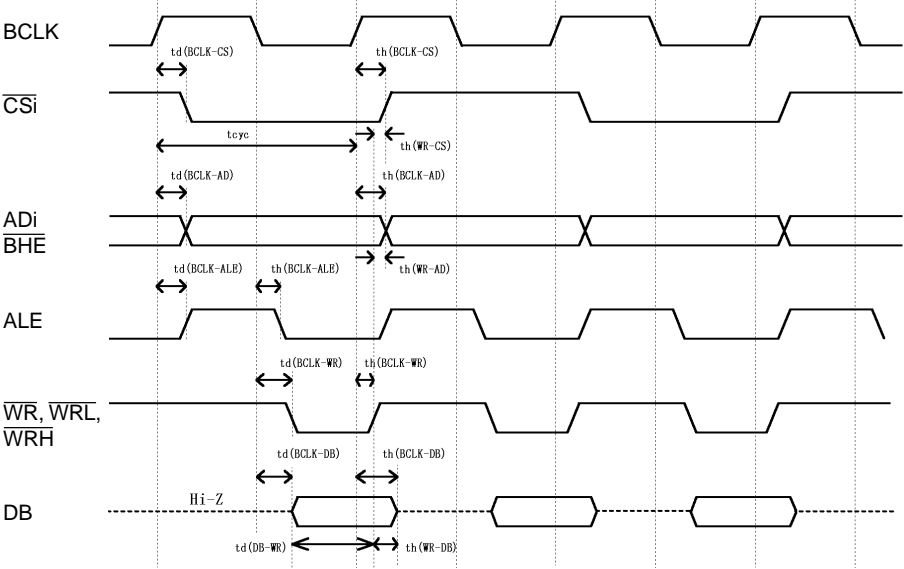 BCLK
td(BCLK-CS)
th(BCLK-CS)
CSi
tcyc
th(WR-CS)
td(BCLK-AD)
th(BCLK-AD)
ADi
BHE
th(WR-AD)
td(BCLK-ALE)
th(BCLK-ALE)
ALE
td(BCLK-WR)
th(BCLK-WR)
WR, WRL,
WRH
td(BCLK-DB)
th(BCLK-DB)
Hi-Z
DB
td(DB-WR)
th(WR-DB)